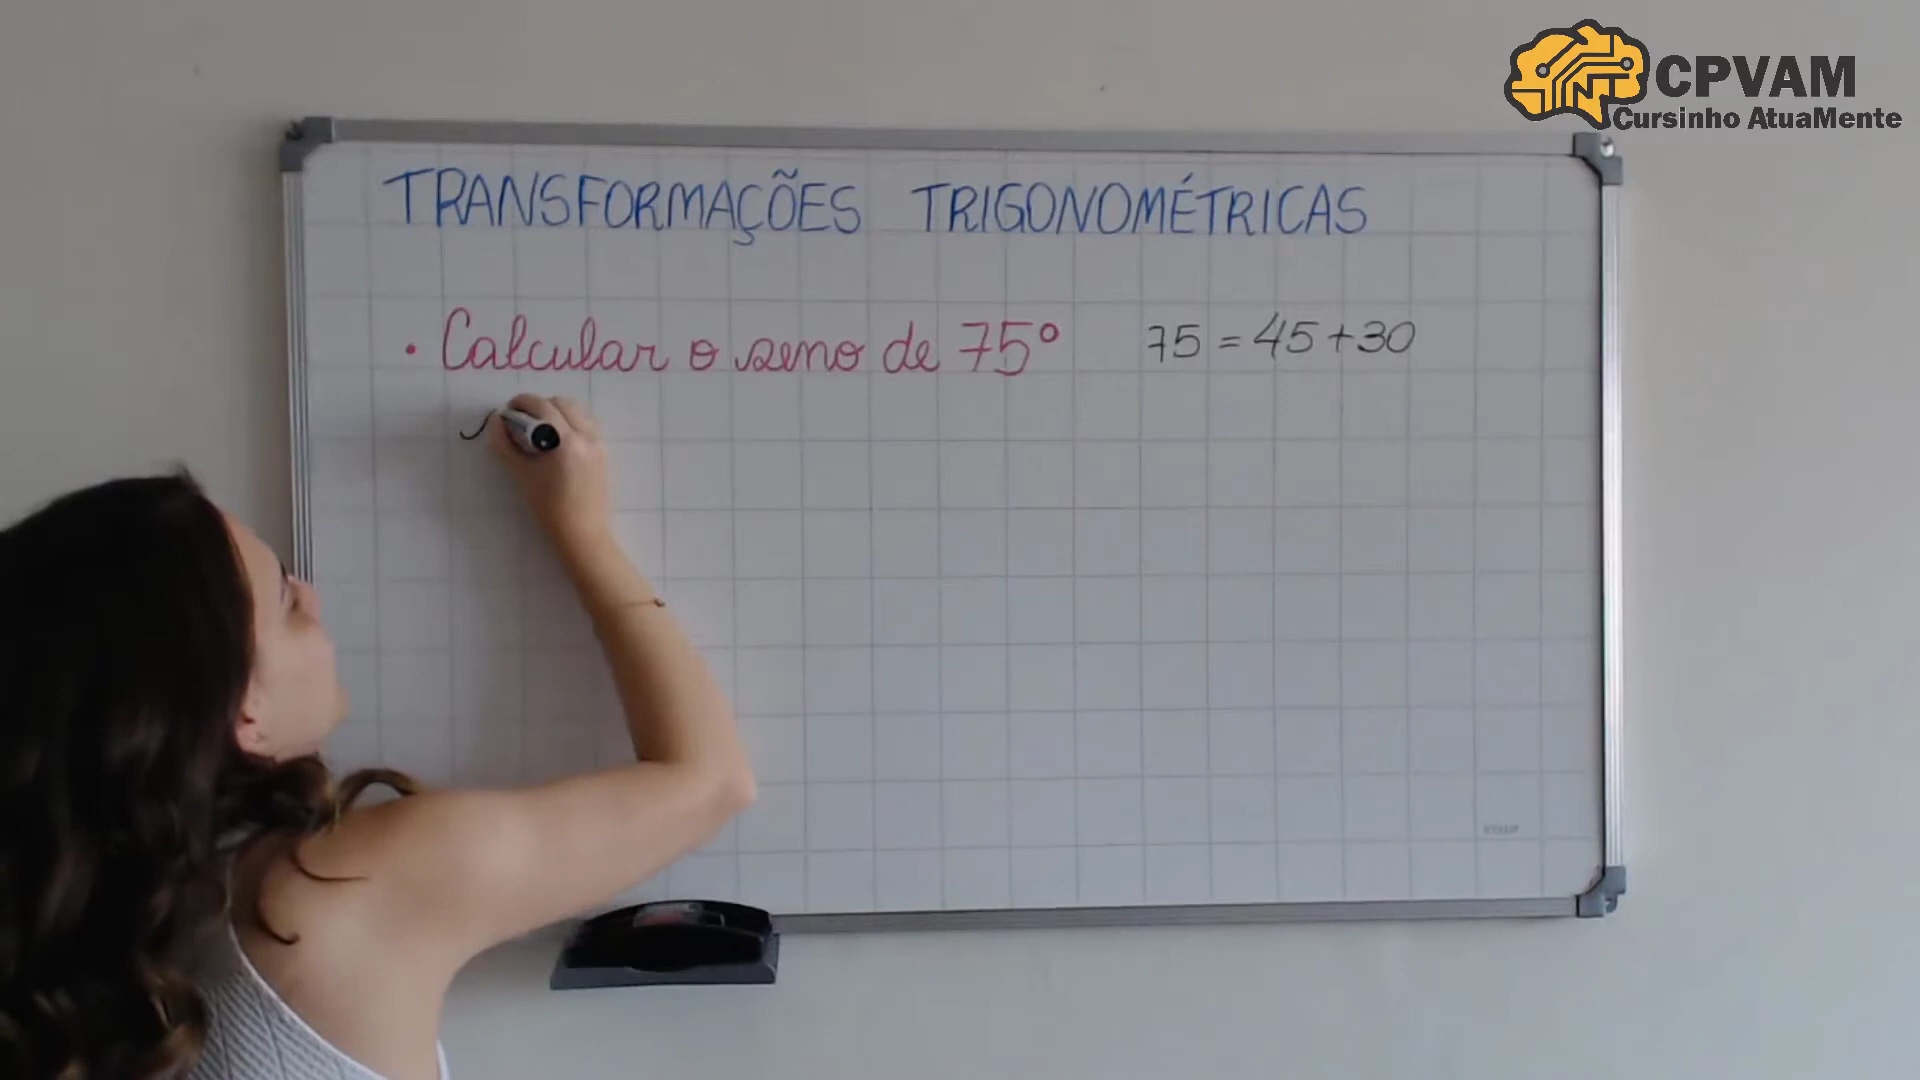 CPVAM
Cursinho AtuaMente
TRANSFORMAÇÕES TRIGONOMÉTRICAS
• Calcular o seno de 75° 75 = 45 + 30